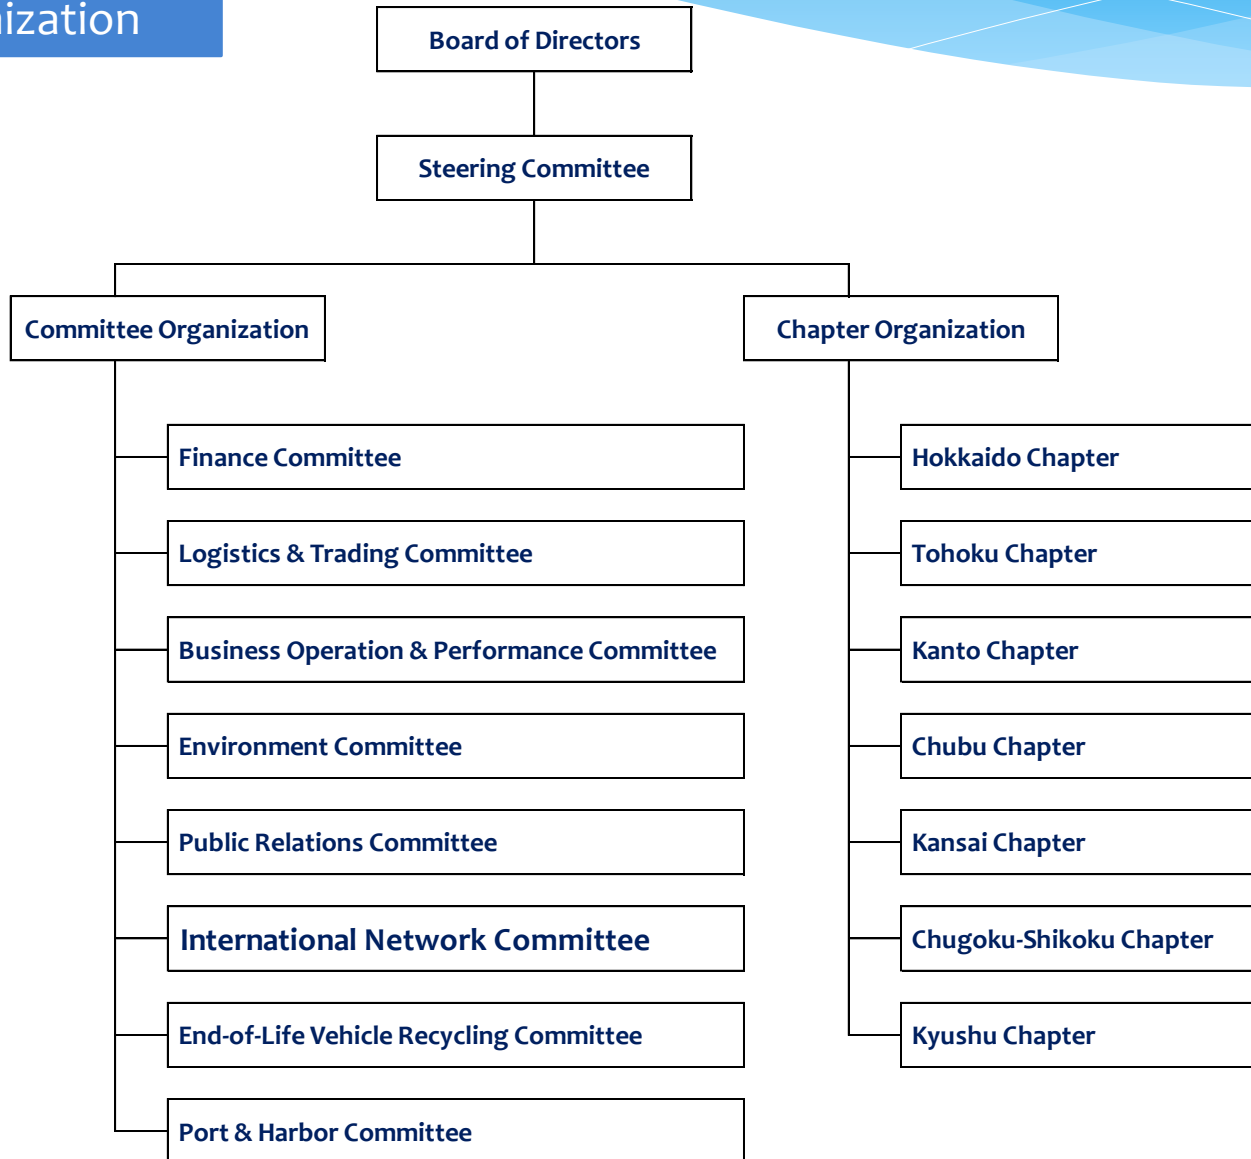 nization
Board of Directors
Steering Committee
Committee Organization
Chapter Organization
Finance Committee
Logistics & Trading Committee
Business Operation & Performance Committee
Environment Committee
Public Relations Committee
International Network Committee
End-of-Life Vehicle Recycling Committee
Port & Harbor Committee
Hokkaido Chapter
Tohoku Chapter
Kanto Chapter
Chubu Chapter
Kansai Chapter
Chugoku-Shikoku Chapter
Kyushu Chapter